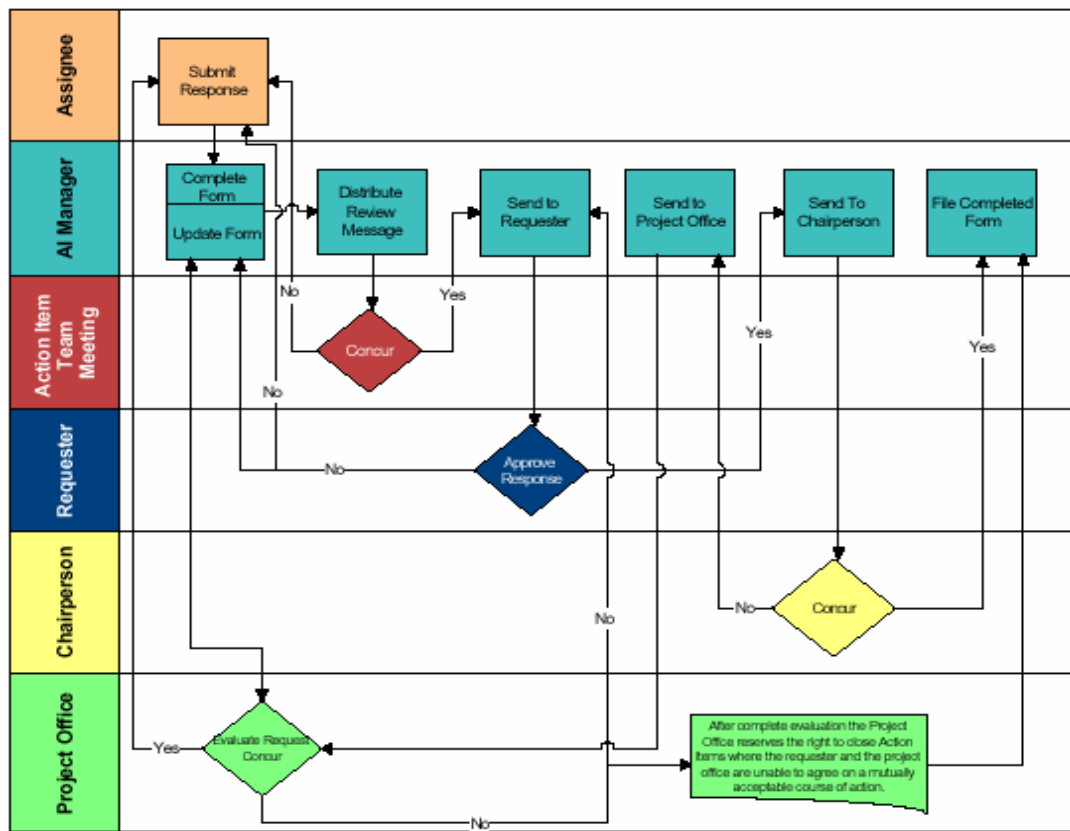 Assignee
Submit
Response
AI Manager
Complete
Form
Update Form
Distribute
Review
Message
Send to
Requester
Send to
Project Office
Send To
Chairperson
File Completed
Form
Action Item
Team
Meeting
No
Concur
Yes
Yes
Yes
No
Requester
No
Approve
Response
Chairperson
No
No
Concur
Project Office
Yes
Evaluate Request
Concur
No
After complete evaluation the Project
Office reserves the right to close Action
Items where the requester and the project
office are unable to agree on a mutually
acceptable course of action.